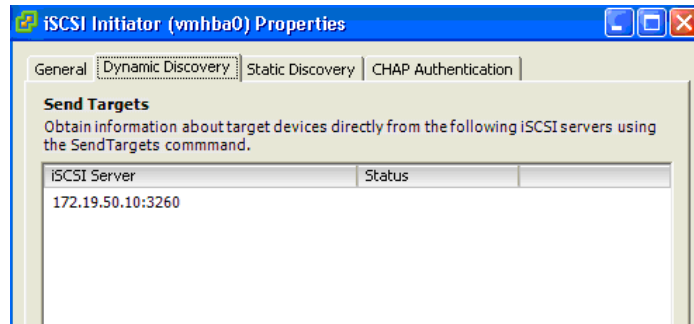 iSCSI Initiator (vmhba0) Properties
General Dynamic Discovery Static Discovery CHAP Authentication
Send Targets
Obtain information about target devices directly from the following iSCSI servers using
the SendTargets commmand.
iSCSI Server Status
172.19.50.10:3260